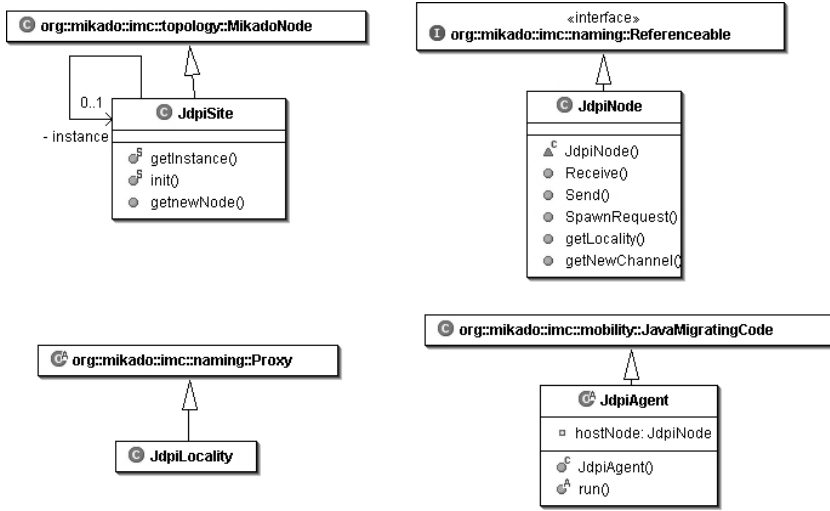 org::mikado::imc::topology::MikadoNode
0..1
- instance
JdpiSite
getInstance()
init()
getnewNode()
«interface»
org::mikado::imc::naming::Referenceable
JdpiNode
JdpiNode()
Receive()
Send()
SpawnRequest()
getLocality()
getNewChannel()
org::mikado::imc::naming::Proxy
JdpiLocality
org::mikado::imc::mobility::JavaMigratingCode
JdpiAgent
hostNode: JdpiNode
JdpiAgent()
run()